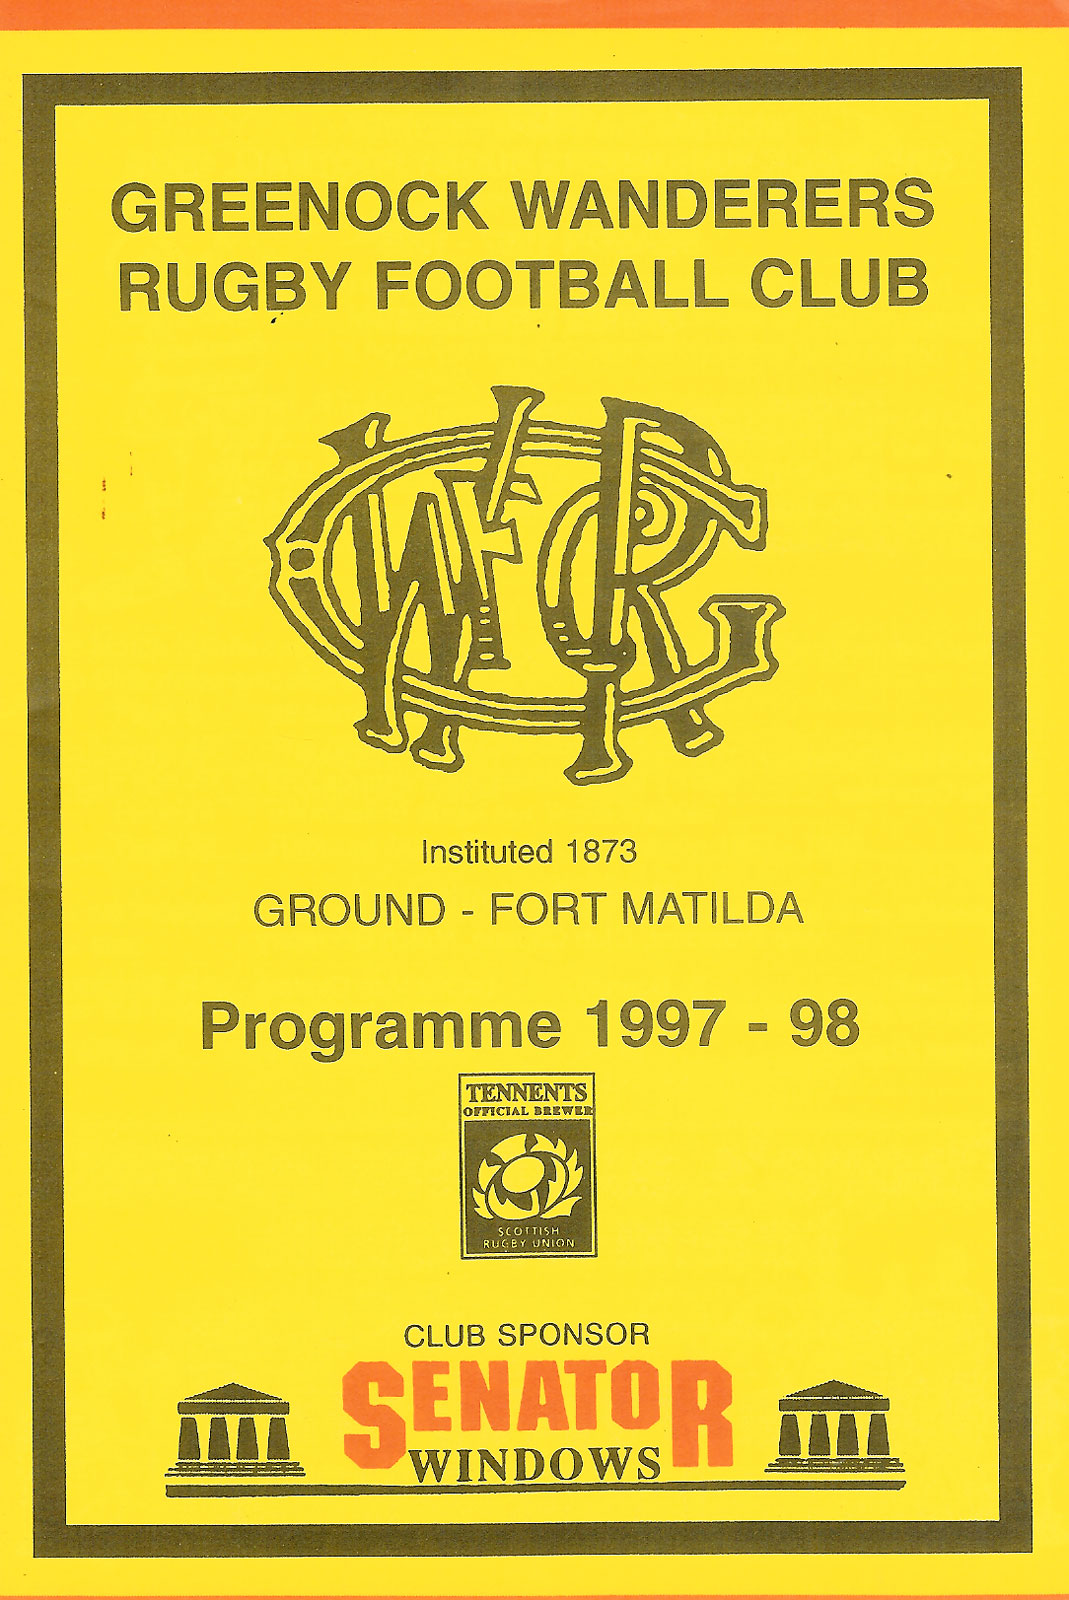 GREENOCK WANDERERS
RUGBY FOOTBALL CLUB
GWFRC
Instituted 1873
GROUND - FORT MATILDA
Programme 1997 - 98
TENNENTS
OFFICIAL BREWER
SCOTTISH
RUGBY UNION
CLUB SPONSOR
SENATOR
WINDOWS